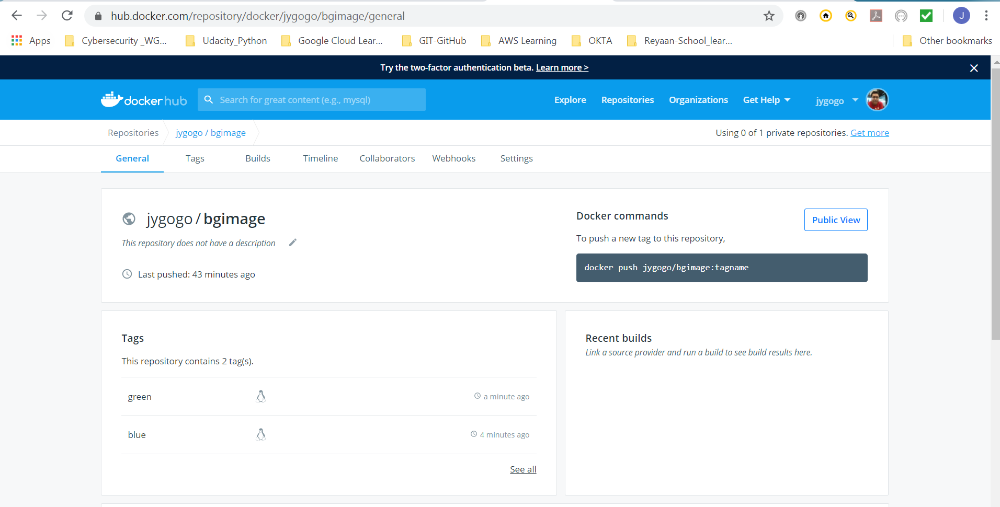 hub.docker.com/repository/docker/jygogo/bgimage/general
J
Apps Cybersecurity _WG... Udacity_Python Google Cloud Lear... GIT-GitHub AWS Learning OKTA Reyaan-School_lear... Other bookmarks
Try the two-factor authentication beta. Learn more >
docker hub Search for great content (e.g., mysql) Explore Repositories Organizations Get Help jygogo
Repositories jygogo / bgimage Using 0 of 1 private repositories. Get more
General Tags Builds Timeline Collaborators Webhooks Settings
jygogo / bgimage
This repository does not have a description
Last pushed: 43 minutes ago
Docker commands
Public View
To push a new tag to this repository,
docker push jygogo/bgimage:tagname
Tags
This repository contains 2 tag(s).
green a minute ago
blue 4 minutes ago
See all
Recent builds
Link a source provider and run a build to see build results here.